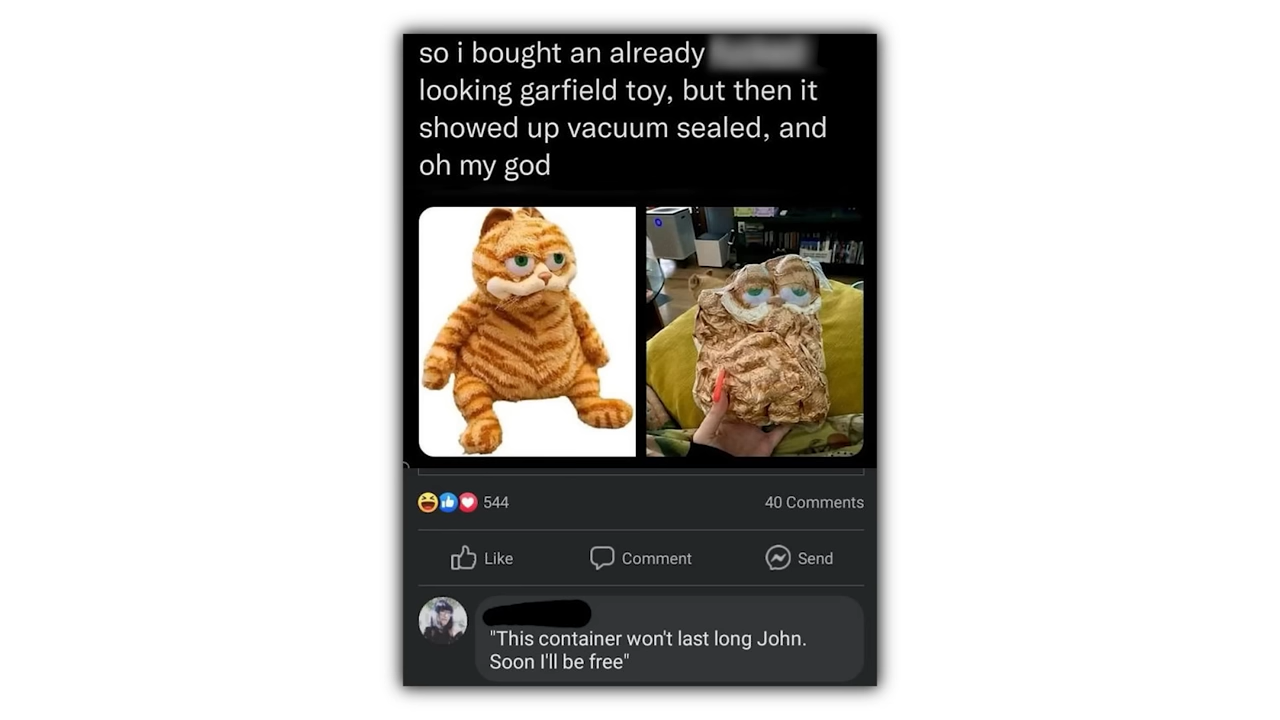 so i bought an already
looking garfield toy, but then it
showed up vacuum sealed, and
oh my god
544
40 Comments
Like
Comment
Send
"This container won't last long John.
Soon I'll be free"